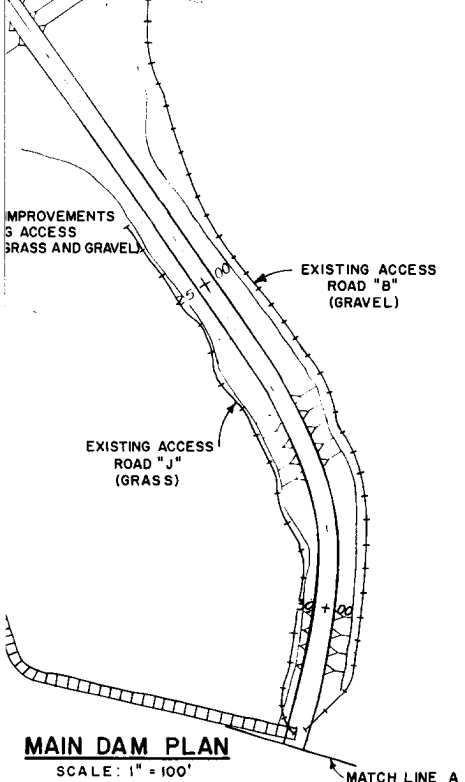 IMPROVEMENTS
G ACCESS
GRASS AND GRAVEL)
25 + 00
EXISTING ACCESS
ROAD "B"
(GRAVEL)
EXISTING ACCESS
ROAD "J"
(GRASS)
30 + 00
MAIN DAM PLAN
SCALE: 1" = 100'
MATCH LINE A